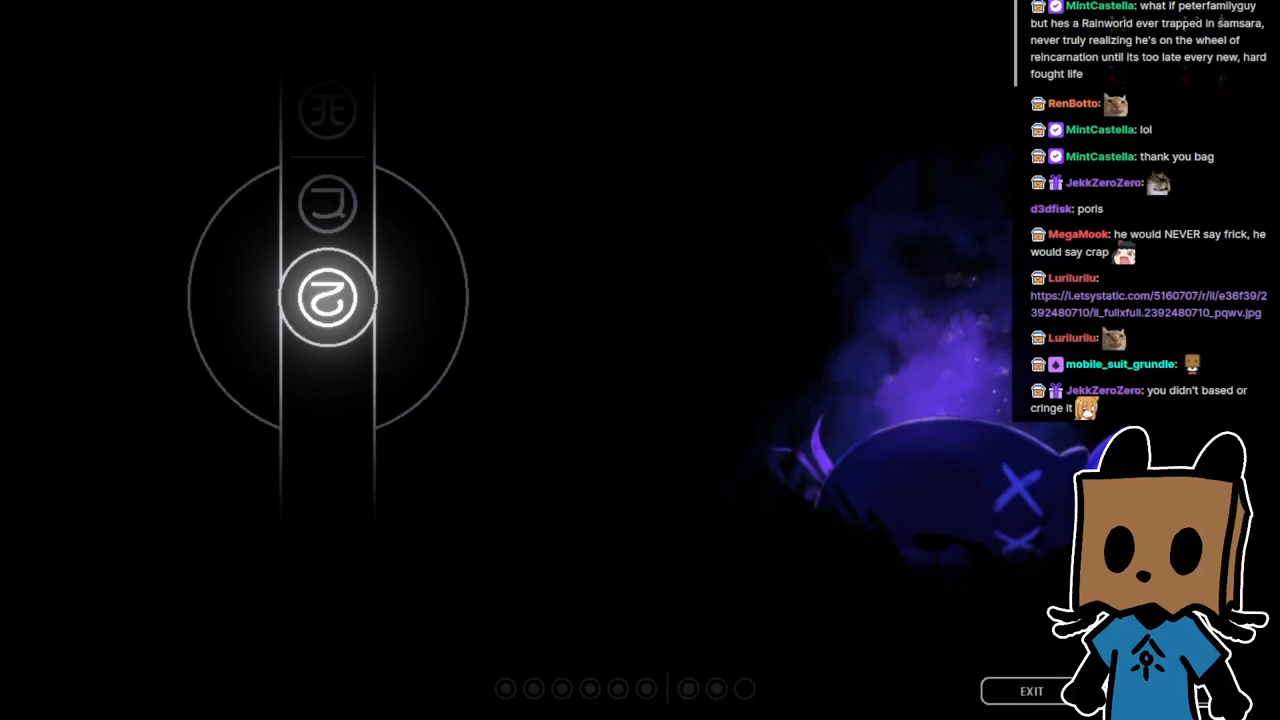 MintCastella: what if peterfamilyguy
but hes a Rainworld ever trapped in samsara,
never truly realizing he's on the wheel of
reincarnation until its too late every new, hard
fought life
RenBotto:
MintCastella: lol
MintCastella: thank you bag
JekkZeroZero:
d3dfisk: porls
MegaMook: he would NEVER say frick, he
would say crap
Lurilurilu:
https://i.etsystatic.com/5160707/r/il/e36f39/2
392480710/il_fullxfull.2392480710_pqwv.jpg
Lurilurilu:
mobile_suit_grundle:
JekkZeroZero: you didn't based or
cringe it
EXIT